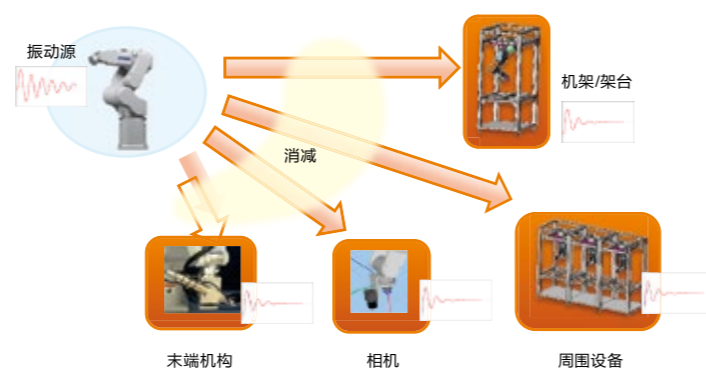 振动源
机架/架台
消减
末端机构
相机
周围设备